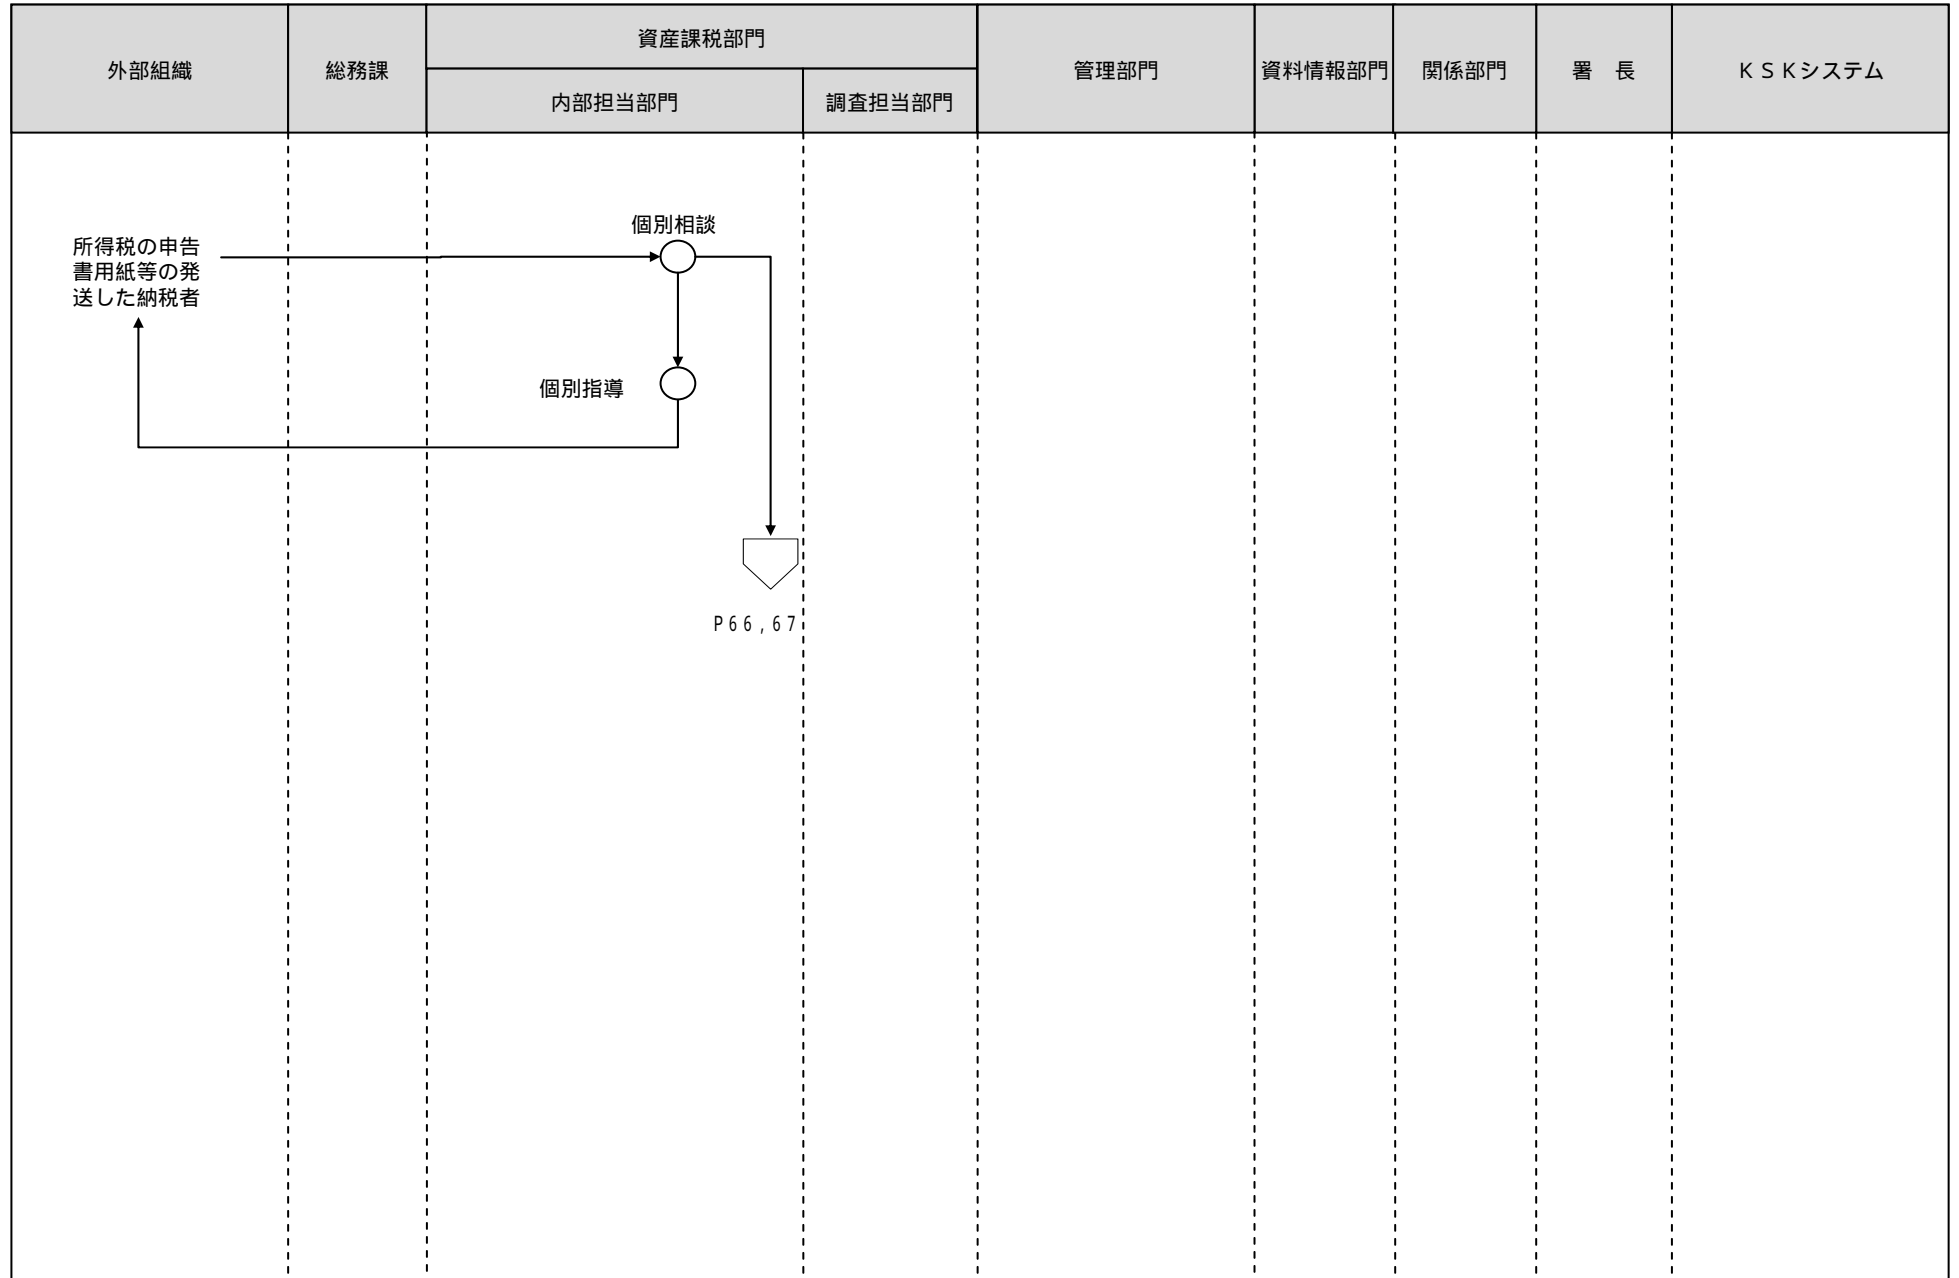 外部組織
総務課
資産課税部門
内部担当部門
調査担当部門
管理部門
資料情報部門
関係部門
署　長
ＫＳＫシステム
所得税の申告
書用紙等の発
送した納税者
個別相談
個別指導
P66,67